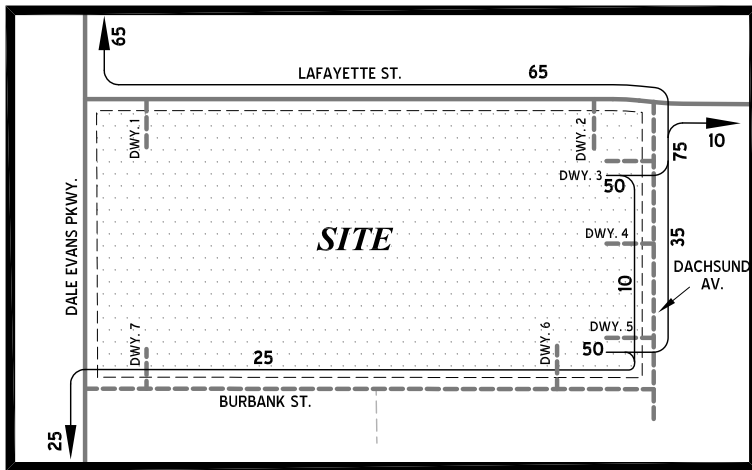 65
LAFAYETTE ST.
65
DWY. 1
DWY. 2
75
10
DWY. 3
50
DALE EVANS PKWY.
SITE
DWY. 4
35
DACHSUND
AV.
10
DWY. 7
DWY. 6
DWY. 5
50
25
BURBANK ST.
25